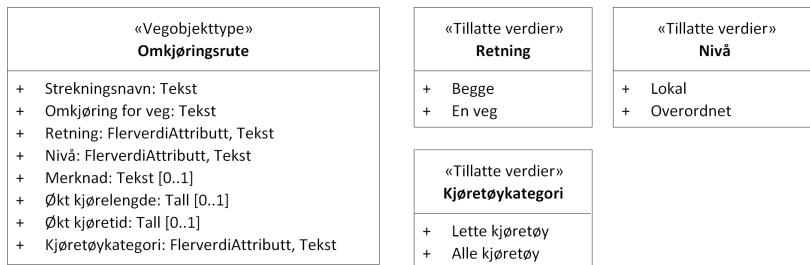 «Vegobjekttype»
Omkjøringsrute
+ Strekningsnavn: Tekst
+ Omkjøring for veg: Tekst
+ Retning: FlerverdiAttributt, Tekst
+ Nivå: FlerverdiAttributt, Tekst
+ Merknad: Tekst [0..1]
+ Økt kjørelengde: Tall [0..1]
+ Økt kjøretid: Tall [0..1]
+ Kjøretøykategori: FlerverdiAttributt, Tekst
«Tillatte verdier»
Retning
+ Begge
+ En veg
«Tillatte verdier»
Nivå
+ Lokal
+ Overordnet
«Tillatte verdier»
Kjøretøykategori
+ Lette kjøretøy
+ Alle kjøretøy